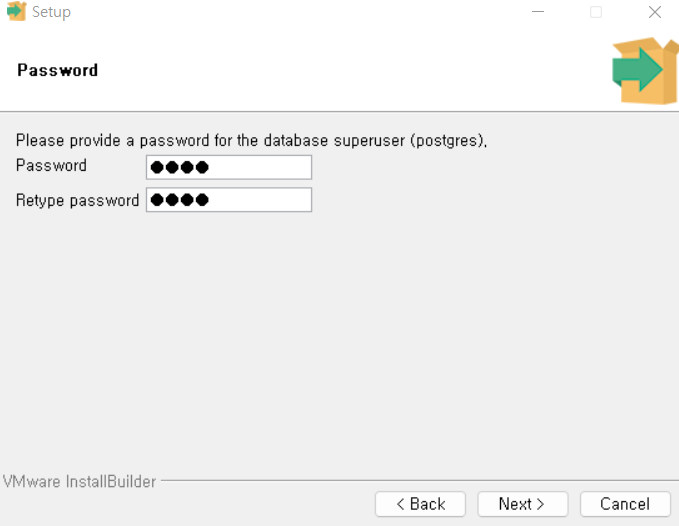 Setup
Password
Please provide a password for the database superuser (postgres).
Password ●●●●
Retype password ●●●●
VMware InstallBuilder
< Back Next > Cancel